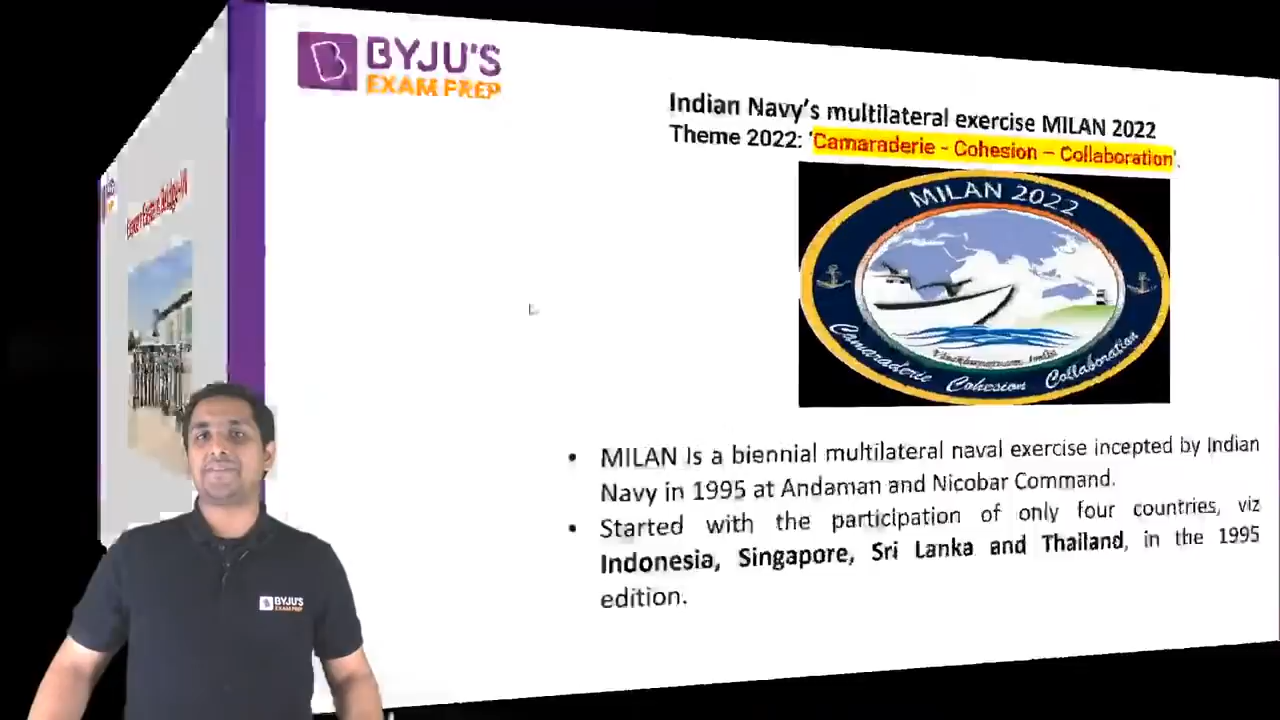 BYJU'S
EXAM PREP
Indian Navy's multilateral exercise MILAN 2022
Theme 2022: 'Camaraderie - Cohesion – Collaboration'.
MILAN 2022
Camaraderie Cohesion Collaboration
• MILAN Is a biennial multilateral naval exercise incepted by Indian
Navy in 1995 at Andaman and Nicobar Command.
• Started with the participation of only four countries, viz
Indonesia, Singapore, Sri Lanka and Thailand, in the 1995
edition.
BYJU'S
EXAM PREP